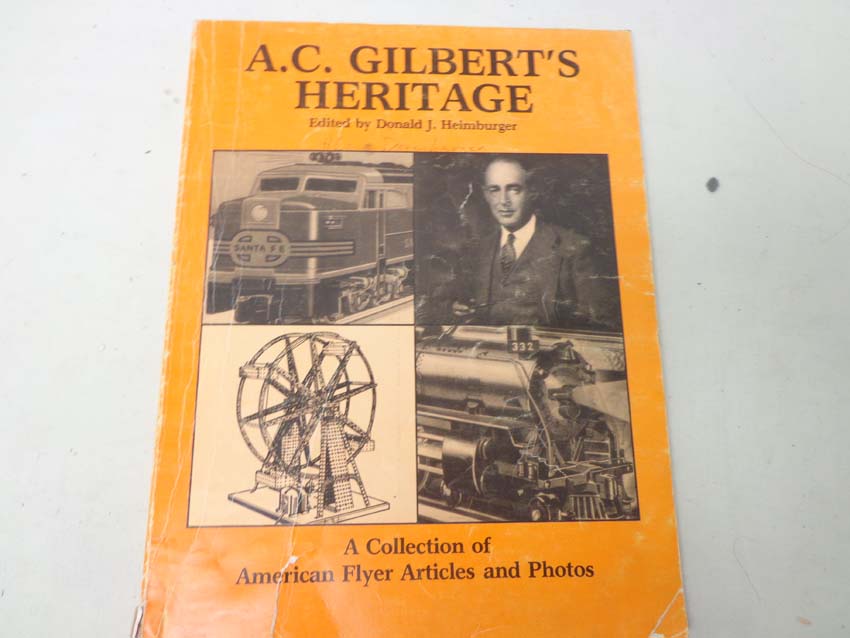 A.C. GILBERT'S
HERITAGE
Edited by Donald J. Heimburger
SANTA FE
332
A Collection of
American Flyer Articles and Photos